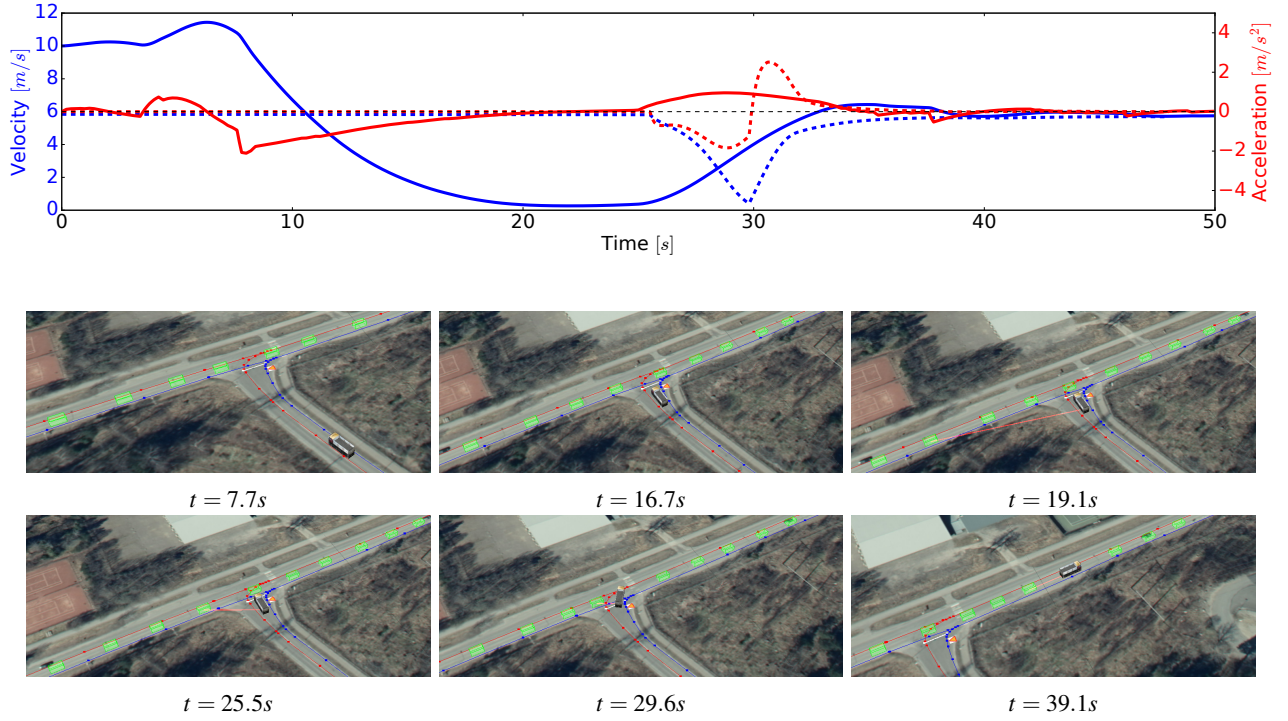 12
10
8
6
4
2
0
Velocity [m/s]
4
2
0
−2
−4
Acceleration [m/s²]
0 10 20 30 40 50
Time [s]
t = 7.7s t = 16.7s t = 19.1s
t = 25.5s t = 29.6s t = 39.1s